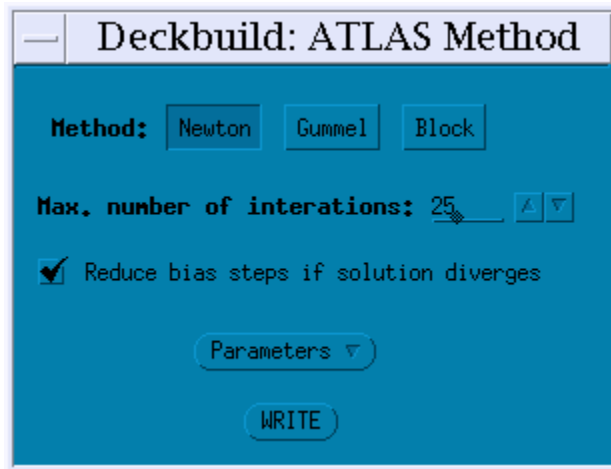 Deckbuild: ATLAS Method
Method: Newton Gummel Block
Max. number of interations: 25
Reduce bias steps if solution diverges
Parameters
WRITE